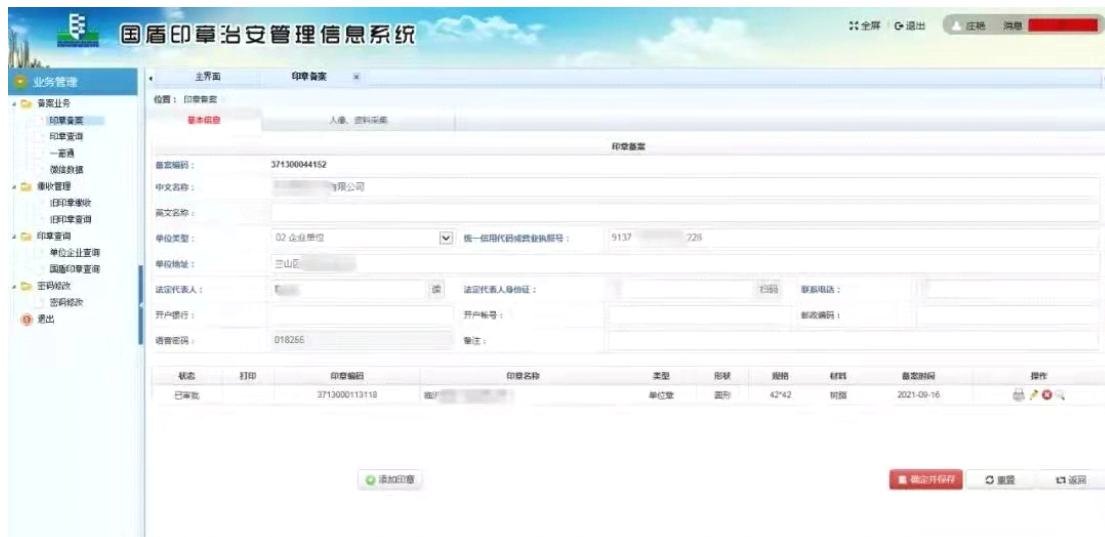 国盾印章治安管理信息系统
全屏 退出 庄艳 消息
业务管理
备案业务
印章备案
印章查询
一窗通
微信数据
缴收管理
旧印章缴收
旧印章查询
印章查询
单位企业查询
国盾印章查询
密码修改
密码修改
退出
主界面 印章备案
位置： 印章备案
基本信息 人像、资料采集
印章备案
备案编码： 371300044152
中文名称： 有限公司
英文名称：
单位类型： 02 企业单位 统一信用代码或营业执照号： 9137 226
单位地址： 兰山区
法定代表人： 读 法定代表人身份证： 扫码 联系电话：
开户银行： 开户帐号： 邮政编码：
语音密码： 018256 备注：
状态 打印 印章编码 印章名称 类型 形状 规格 材料 备案时间 操作
已审批 3713000113118 单位章 圆形 42*42 树脂 2021-09-16
添加印章 确定并保存 重置 返回